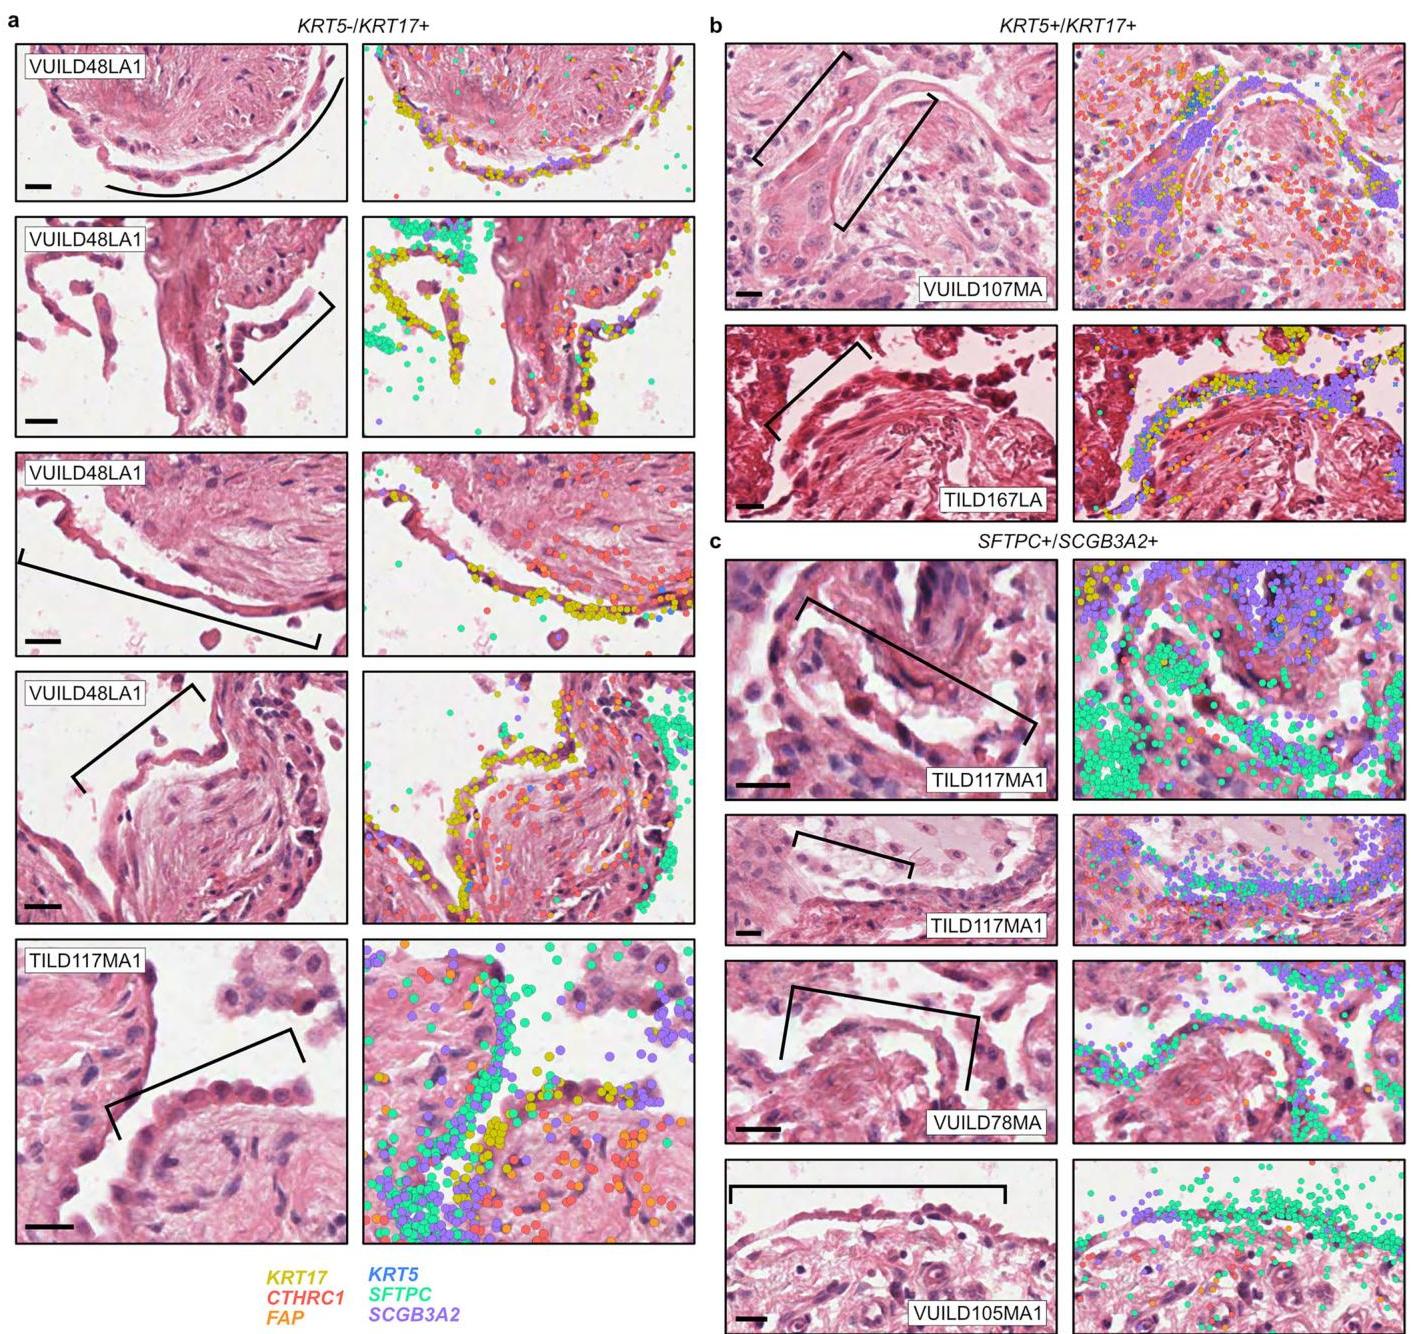 a
KRT5-/KRT17+
VUILD48LA1
VUILD48LA1
VUILD48LA1
VUILD48LA1
TILD117MA1
KRT17
CTHRC1
FAP
KRT5
SFTPC
SCGB3A2
b
KRT5+/KRT17+
VUILD107MA
TILD167LA
c
SFTPC+/SCGB3A2+
TILD117MA1
TILD117MA1
VUILD78MA
VUILD105MA1